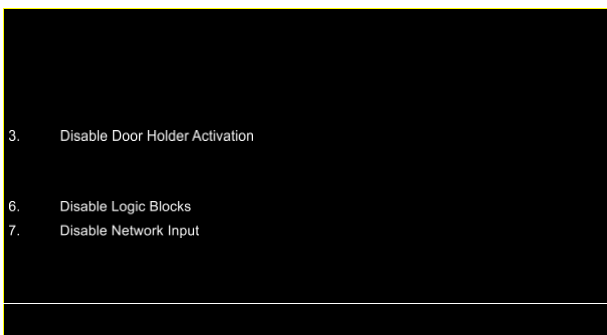 3. Disable Door Holder Activation
6. Disable Logic Blocks
7. Disable Network Input